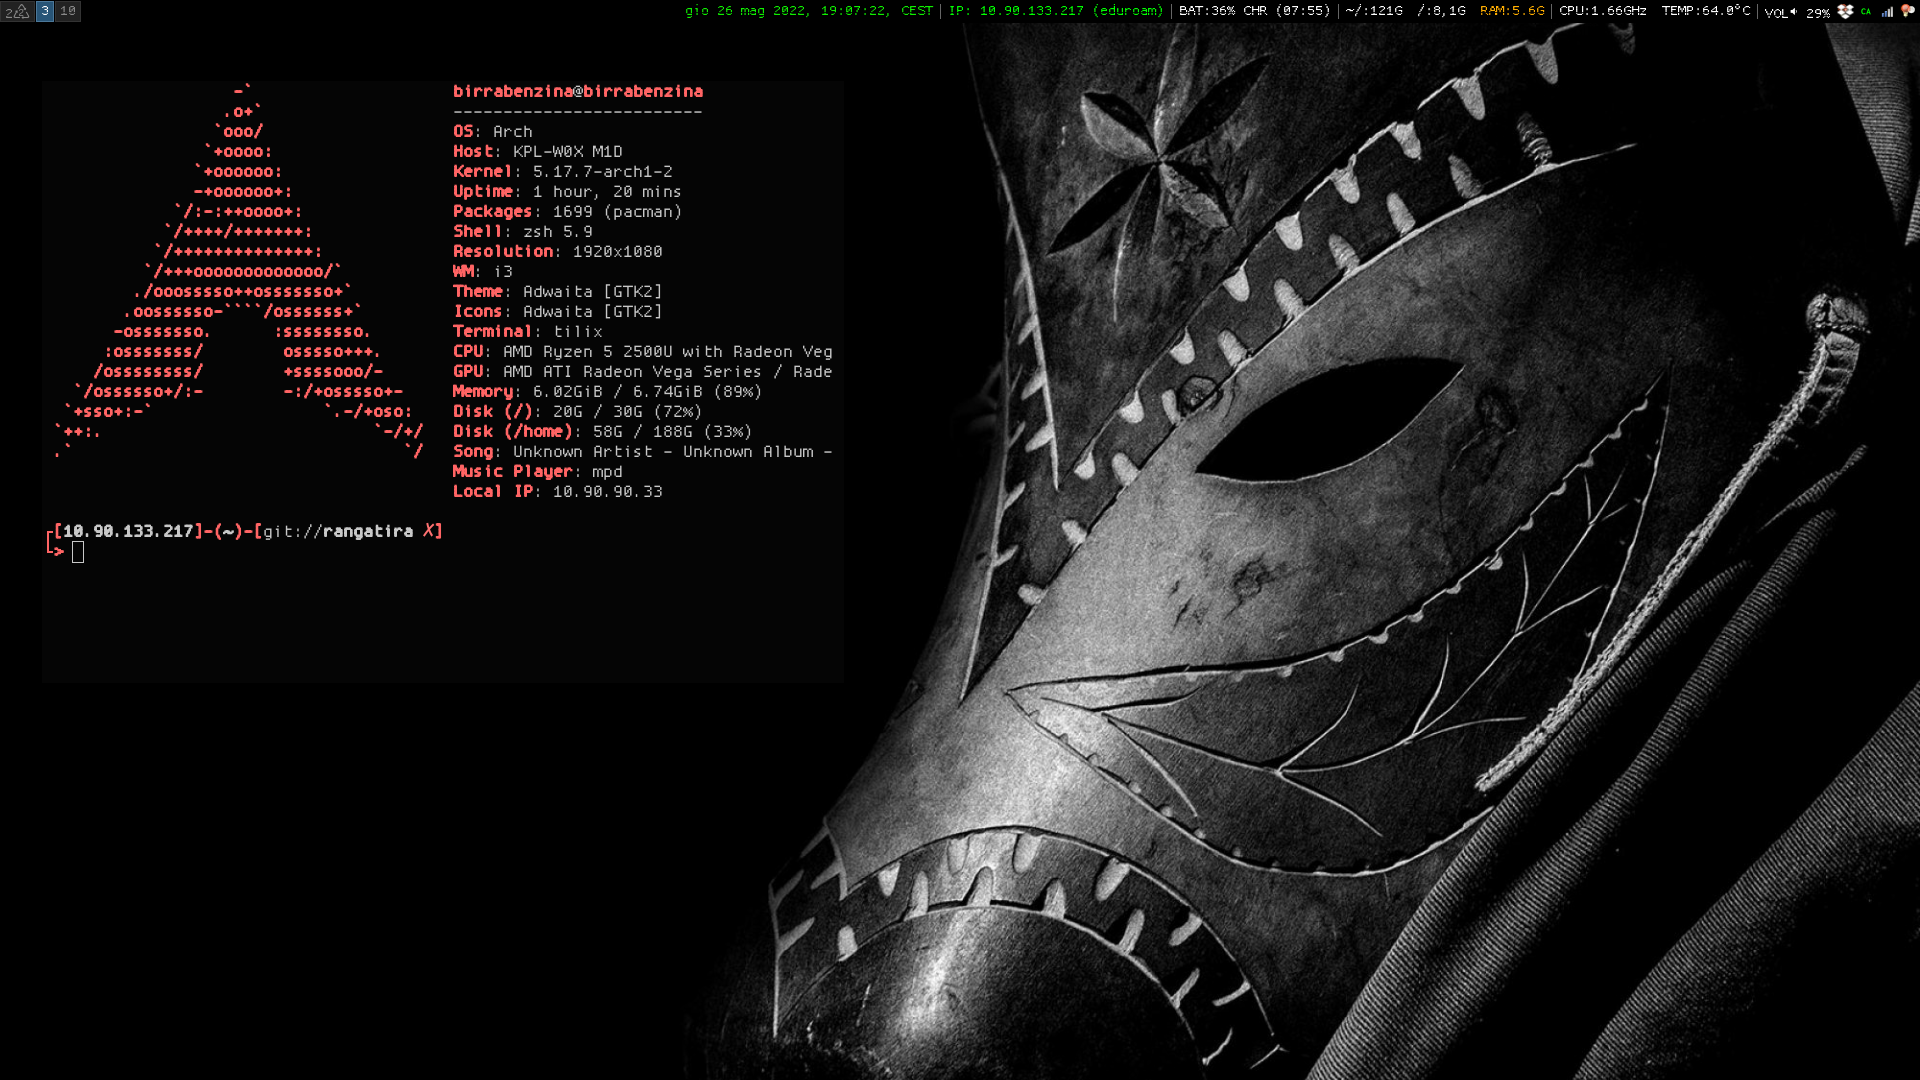 2 3 10 gio 26 mag 2022, 19:07:22, CEST | IP: 10.90.133.217 (eduroam) | BAT:36% CHR (07:55) | ~/:121G /:8,1G RAM:5.6G | CPU:1.66GHz TEMP:64.0°C | VOL 29% CA
birrabenzina@birrabenzina
-------------------------
OS: Arch
Host: KPL-W0X M1D
Kernel: 5.17.7-arch1-2
Uptime: 1 hour, 20 mins
Packages: 1699 (pacman)
Shell: zsh 5.9
Resolution: 1920x1080
WM: i3
Theme: Adwaita [GTK2]
Icons: Adwaita [GTK2]
Terminal: tilix
CPU: AMD Ryzen 5 2500U with Radeon Veg
GPU: AMD ATI Radeon Vega Series / Rade
Memory: 6.02GiB / 6.74GiB (89%)
Disk (/): 20G / 30G (72%)
Disk (/home): 58G / 188G (33%)
Song: Unknown Artist - Unknown Album -
Music Player: mpd
Local IP: 10.90.90.33
[10.90.133.217]-(~)-[git://rangatira ✗]
>